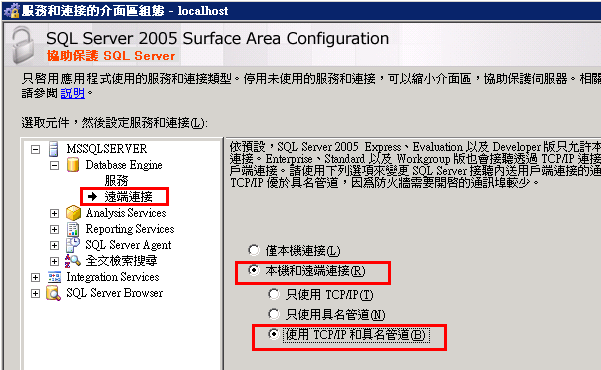 服務和連接的介面區組態 - localhost
SQL Server 2005 Surface Area Configuration
協助保護 SQL Server
只啓用應用程式使用的服務和連接類型。停用未使用的服務和連接，可以縮小介面區，協助保護伺服器。相關
請參閱 說明。
選取元件，然後設定服務和連接(L):
MSSQLSERVER
Database Engine
服務
遠端連接
Analysis Services
Reporting Services
SQL Server Agent
全文檢索搜尋
Integration Services
SQL Server Browser
依預設，SQL Server 2005 Express、Evaluation 以及 Developer 版只允許本
連接。Enterprise、Standard 以及 Workgroup 版也會接聽透過 TCP/IP 連接
戶端連接。請使用下列選項來變更 SQL Server 接聽內送用戶端連接的通
TCP/IP 優於具名管道，因爲防火牆需要開啓的通訊埠較少。
僅本機連接(L)
本機和遠端連接(R)
只使用 TCP/IP(T)
只使用具名管道(N)
使用 TCP/IP 和具名管道(B)